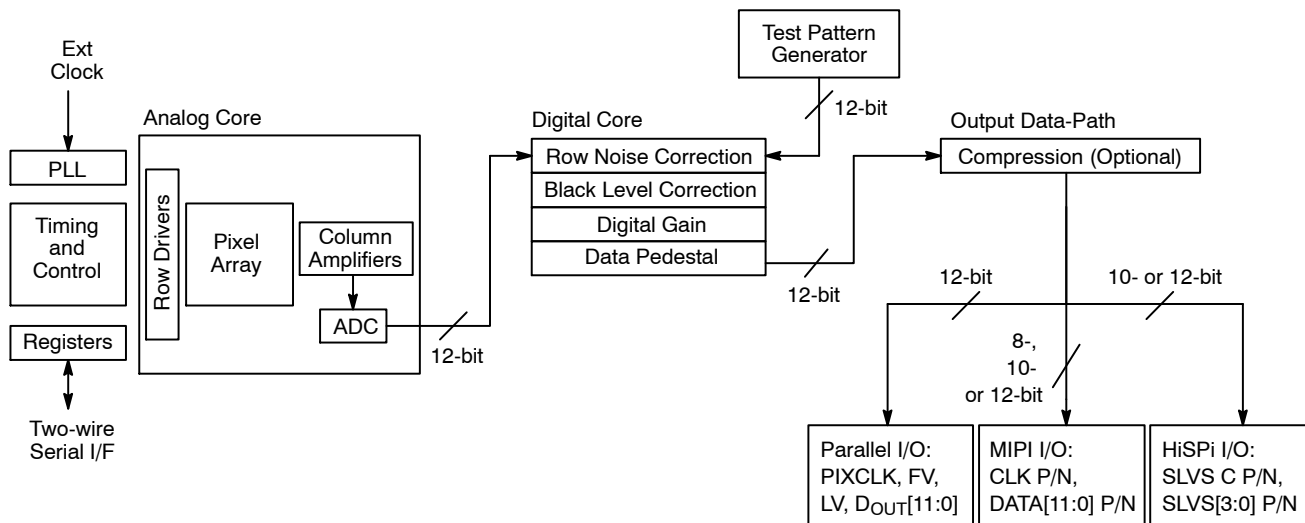 Ext
Clock
PLL
Timing
and
Control
Registers
Two-wire
Serial I/F
Analog Core
Row Drivers
Pixel
Array
Column
Amplifiers
ADC
12-bit
Digital Core
Row Noise Correction
Black Level Correction
Digital Gain
Data Pedestal
12-bit
Test Pattern
Generator
12-bit
Output Data-Path
Compression (Optional)
12-bit
8-,
10-
or 12-bit
10- or 12-bit
Parallel I/O:
PIXCLK, FV,
LV, DOUT[11:0]
MIPI I/O:
CLK P/N,
DATA[11:0] P/N
HiSPi I/O:
SLVS C P/N,
SLVS[3:0] P/N